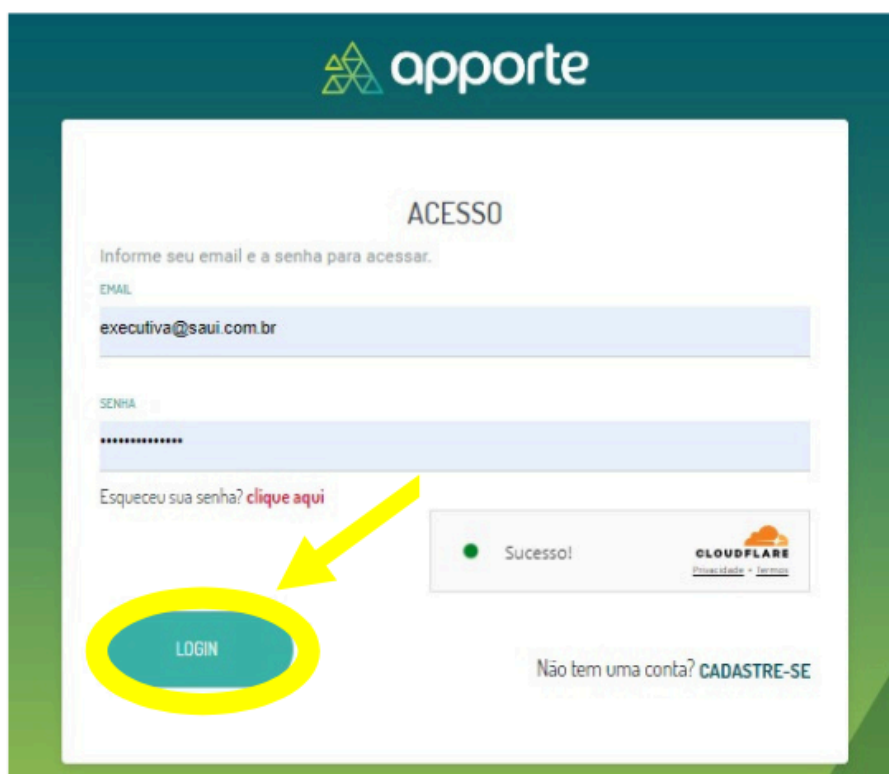 apporte
ACESSO
Informe seu email e a senha para acessar.
EMAIL
executiva@saui.com.br
SENHA
••••••••••••••
Esqueceu sua senha? clique aqui
Sucesso!
CLOUDFLARE
Privacidade • Termos
LOGIN
Não tem uma conta? CADASTRE-SE